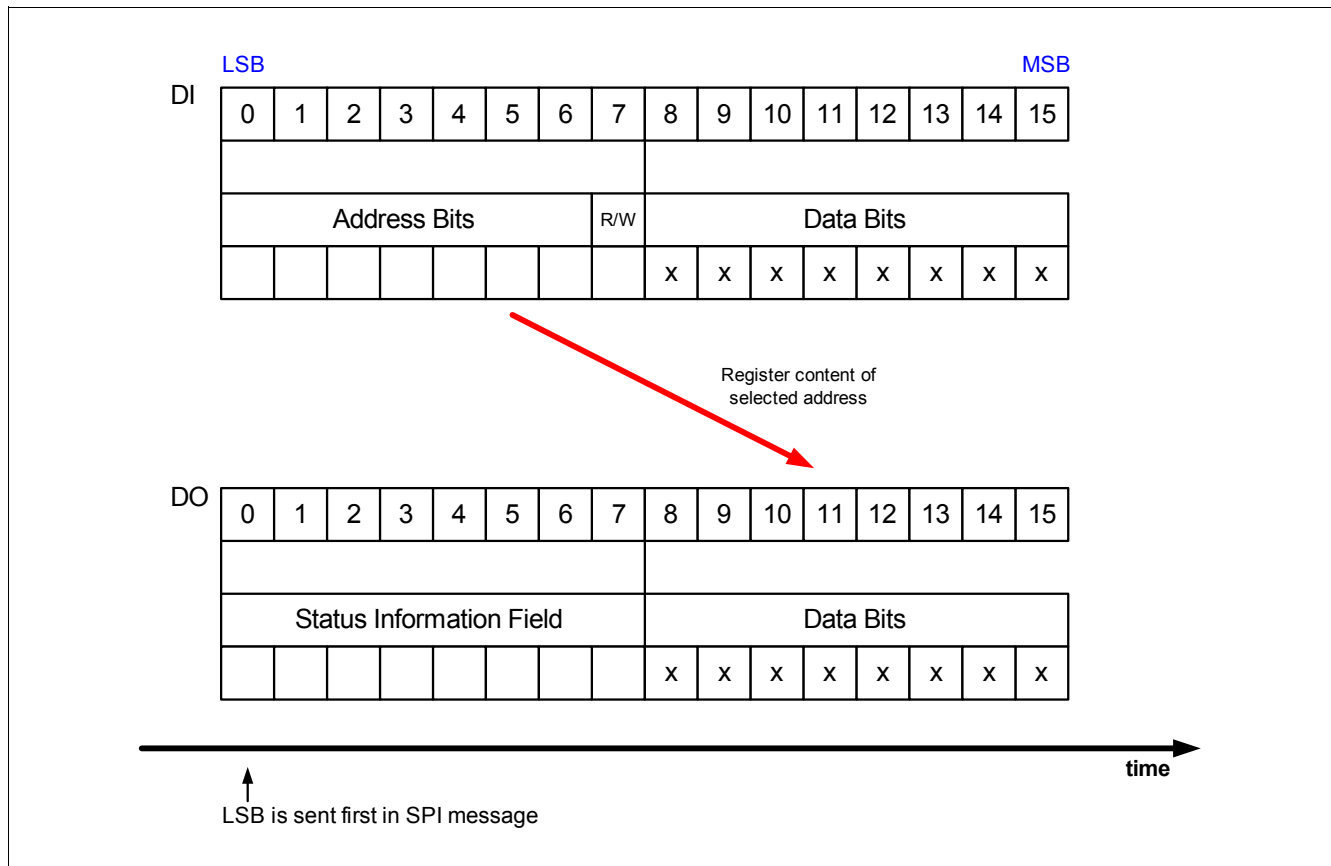 LSB MSB
DI
0 1 2 3 4 5 6 7 8 9 10 11 12 13 14 15
Address Bits R/W Data Bits
x x x x x x x x
Register content of
selected address
DO
0 1 2 3 4 5 6 7 8 9 10 11 12 13 14 15
Status Information Field Data Bits
x x x x x x x x
time
LSB is sent first in SPI message